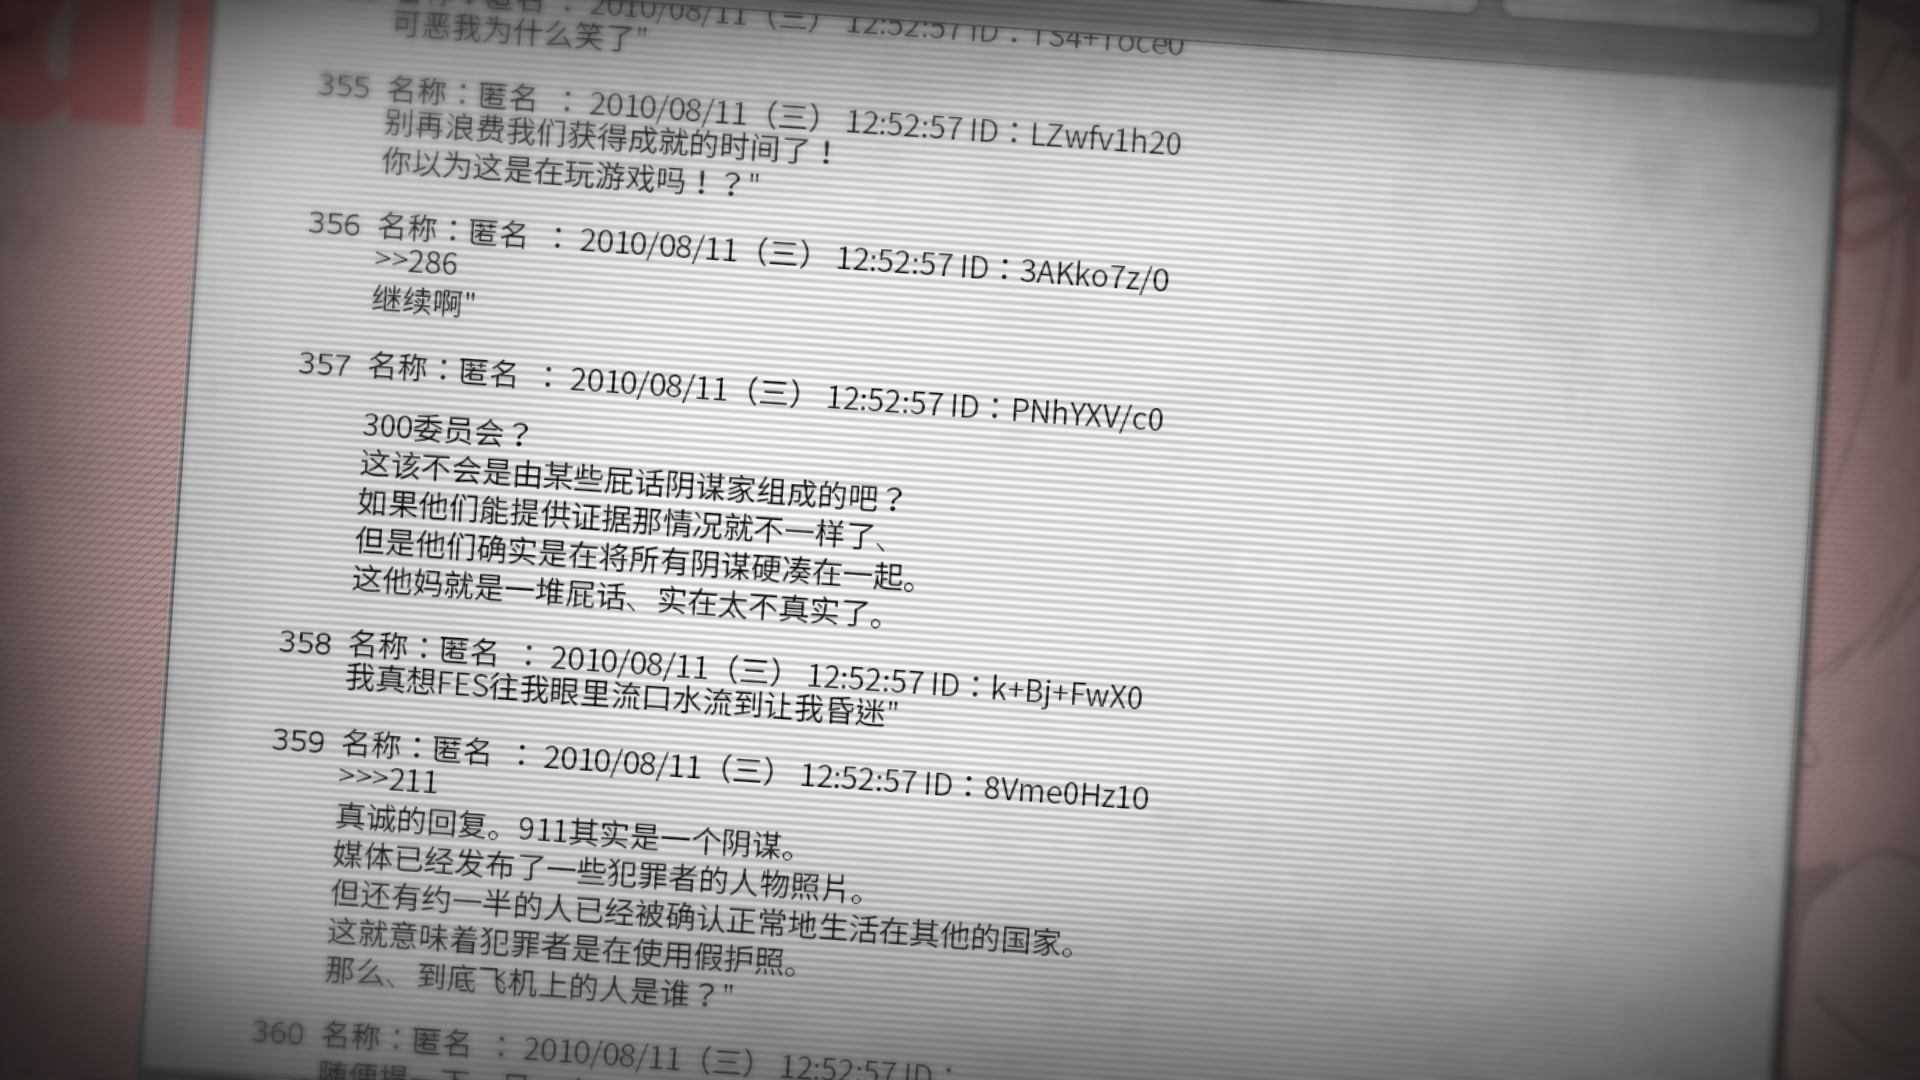 可恶我为什么笑了"
355 名称：匿名 ：2010/08/11（三） 12:52:57 ID：LZwfv1h20
别再浪费我们获得成就的时间了！
你以为这是在玩游戏吗！？"
356 名称：匿名 ：2010/08/11（三） 12:52:57 ID：3AKko7z/0
>>286
继续啊"
357 名称：匿名 ：2010/08/11（三） 12:52:57 ID：PNhYXV/c0
300委员会？
这该不会是由某些屁话阴谋家组成的吧？
如果他们能提供证据那情况就不一样了、
但是他们确实是在将所有阴谋硬凑在一起。
这他妈就是一堆屁话、实在太不真实了。
358 名称：匿名 ：2010/08/11（三） 12:52:57 ID：k+Bj+FwX0
我真想FES往我眼里流口水流到让我昏迷"
359 名称：匿名 ：2010/08/11（三） 12:52:57 ID：8Vme0Hz10
>>>211
真诚的回复。911其实是一个阴谋。
媒体已经发布了一些犯罪者的人物照片。
但还有约一半的人已经被确认正常地生活在其他的国家。
这就意味着犯罪者是在使用假护照。
那么、到底飞机上的人是谁？"
360 名称：匿名 ：2010/08/11（三） 12:52:57 ID：